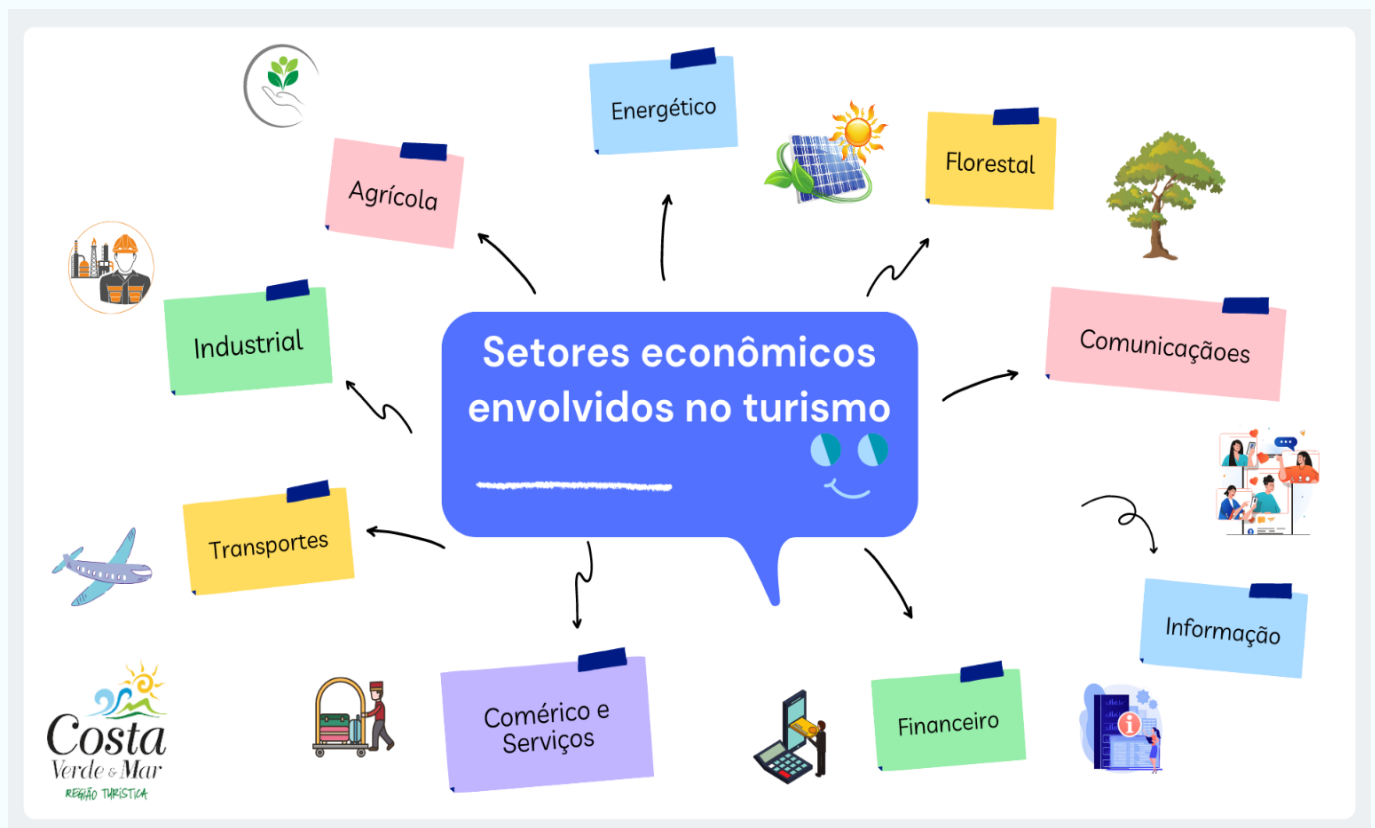 Energético
Florestal
Agrícola
Comunicaçãoes
Industrial
Setores econômicos
envolvidos no turismo
Transportes
Informação
Comérico e
Serviços
Financeiro
i
Costa
Verde & Mar
REGIÃO TURÍSTICA